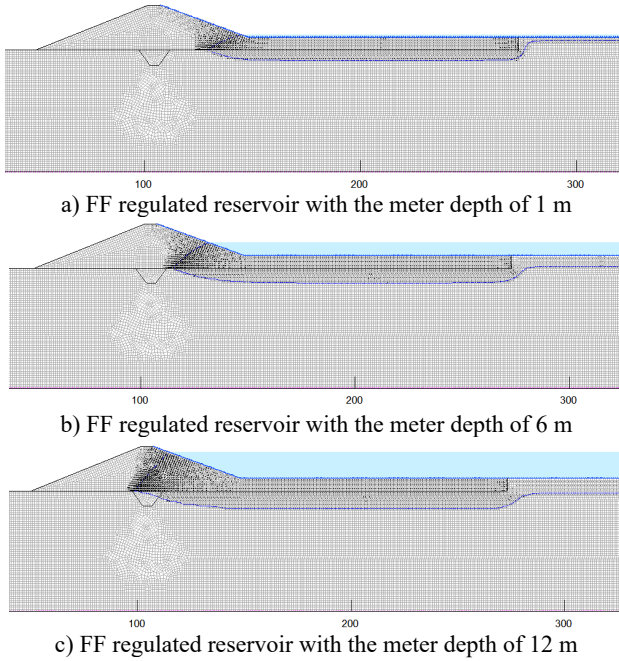 100 200 300
a) FF regulated reservoir with the meter depth of 1 m
100 200 300
b) FF regulated reservoir with the meter depth of 6 m
100 200 300
c) FF regulated reservoir with the meter depth of 12 m